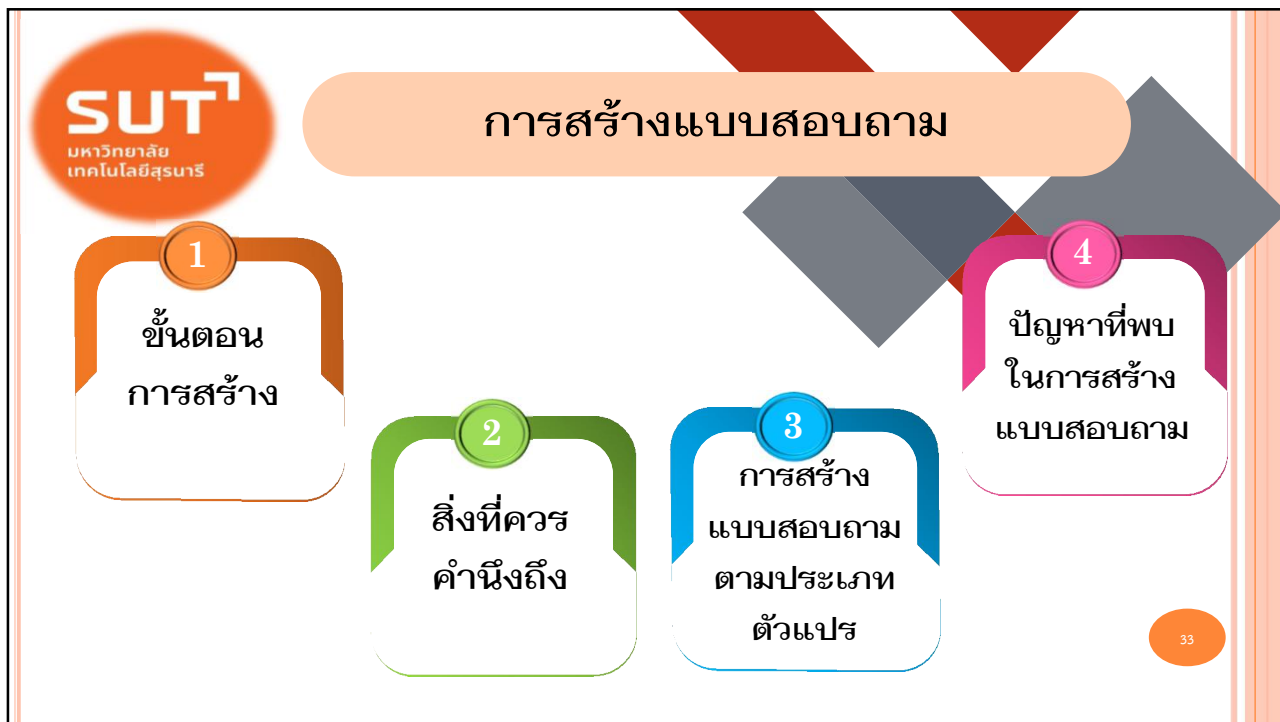 SUT
มหาวิทยาลัย
เทคโนโลยีสุรนารี
การสร้างแบบสอบถาม
1
ขั้นตอน
การสร้าง
2
สิ่งที่ควร
คำนึงถึง
3
การสร้าง
แบบสอบถาม
ตามประเภท
ตัวแปร
4
ปัญหาที่พบ
ในการสร้าง
แบบสอบถาม
33